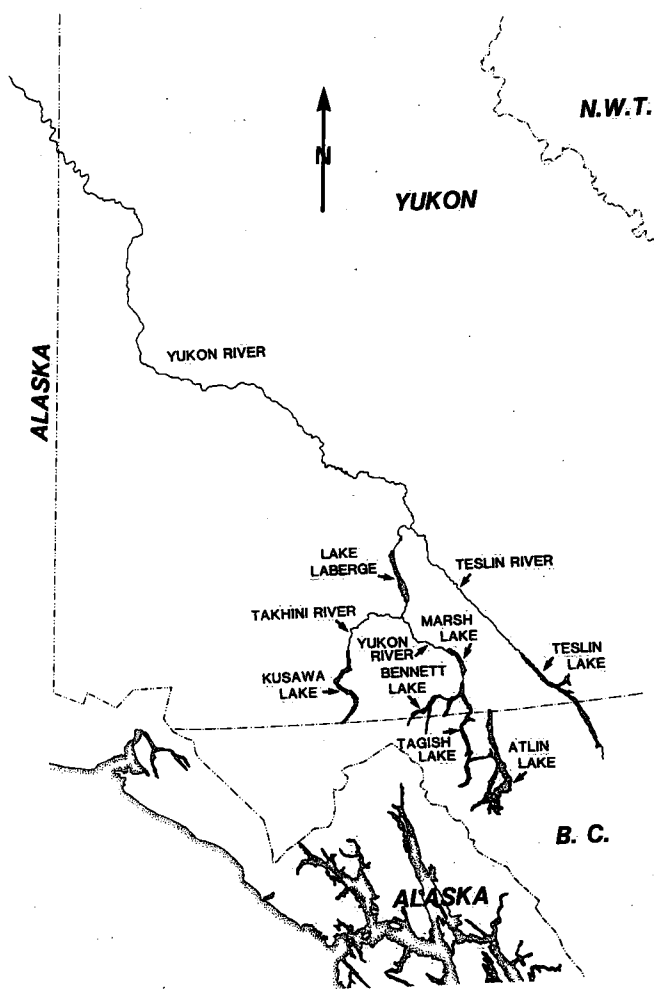 N.W.T.
N
YUKON
YUKON RIVER
ALASKA
LAKE
LABERGE
TESLIN RIVER
TAKHINI RIVER
MARSH
LAKE
YUKON
RIVER
TESLIN
LAKE
KUSAWA
LAKE
BENNETT
LAKE
TAGISH
LAKE
ATLIN
LAKE
B. C.
ALASKA